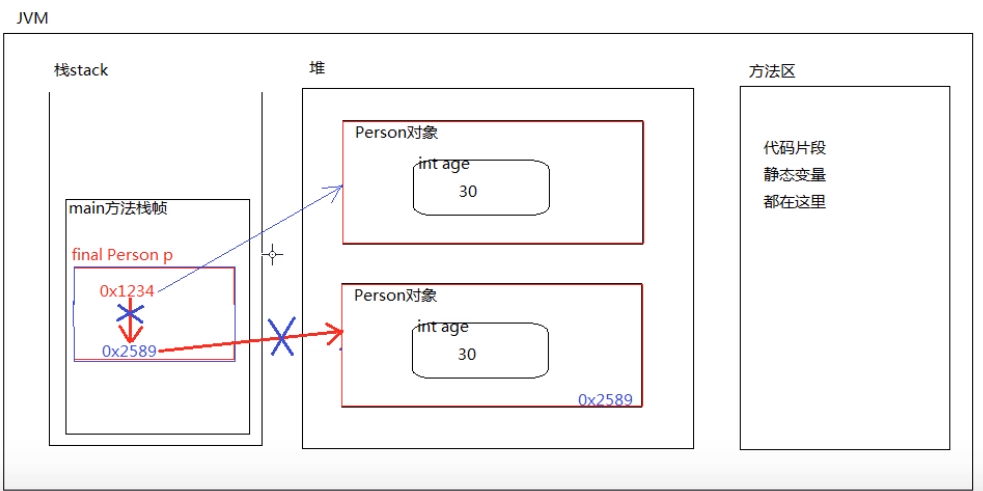 JVM
栈stack
堆
方法区
main方法栈帧
final Person p
0x1234
0x2589
Person对象
int age
30
Person对象
int age
30
0x2589
代码片段
静态变量
都在这里